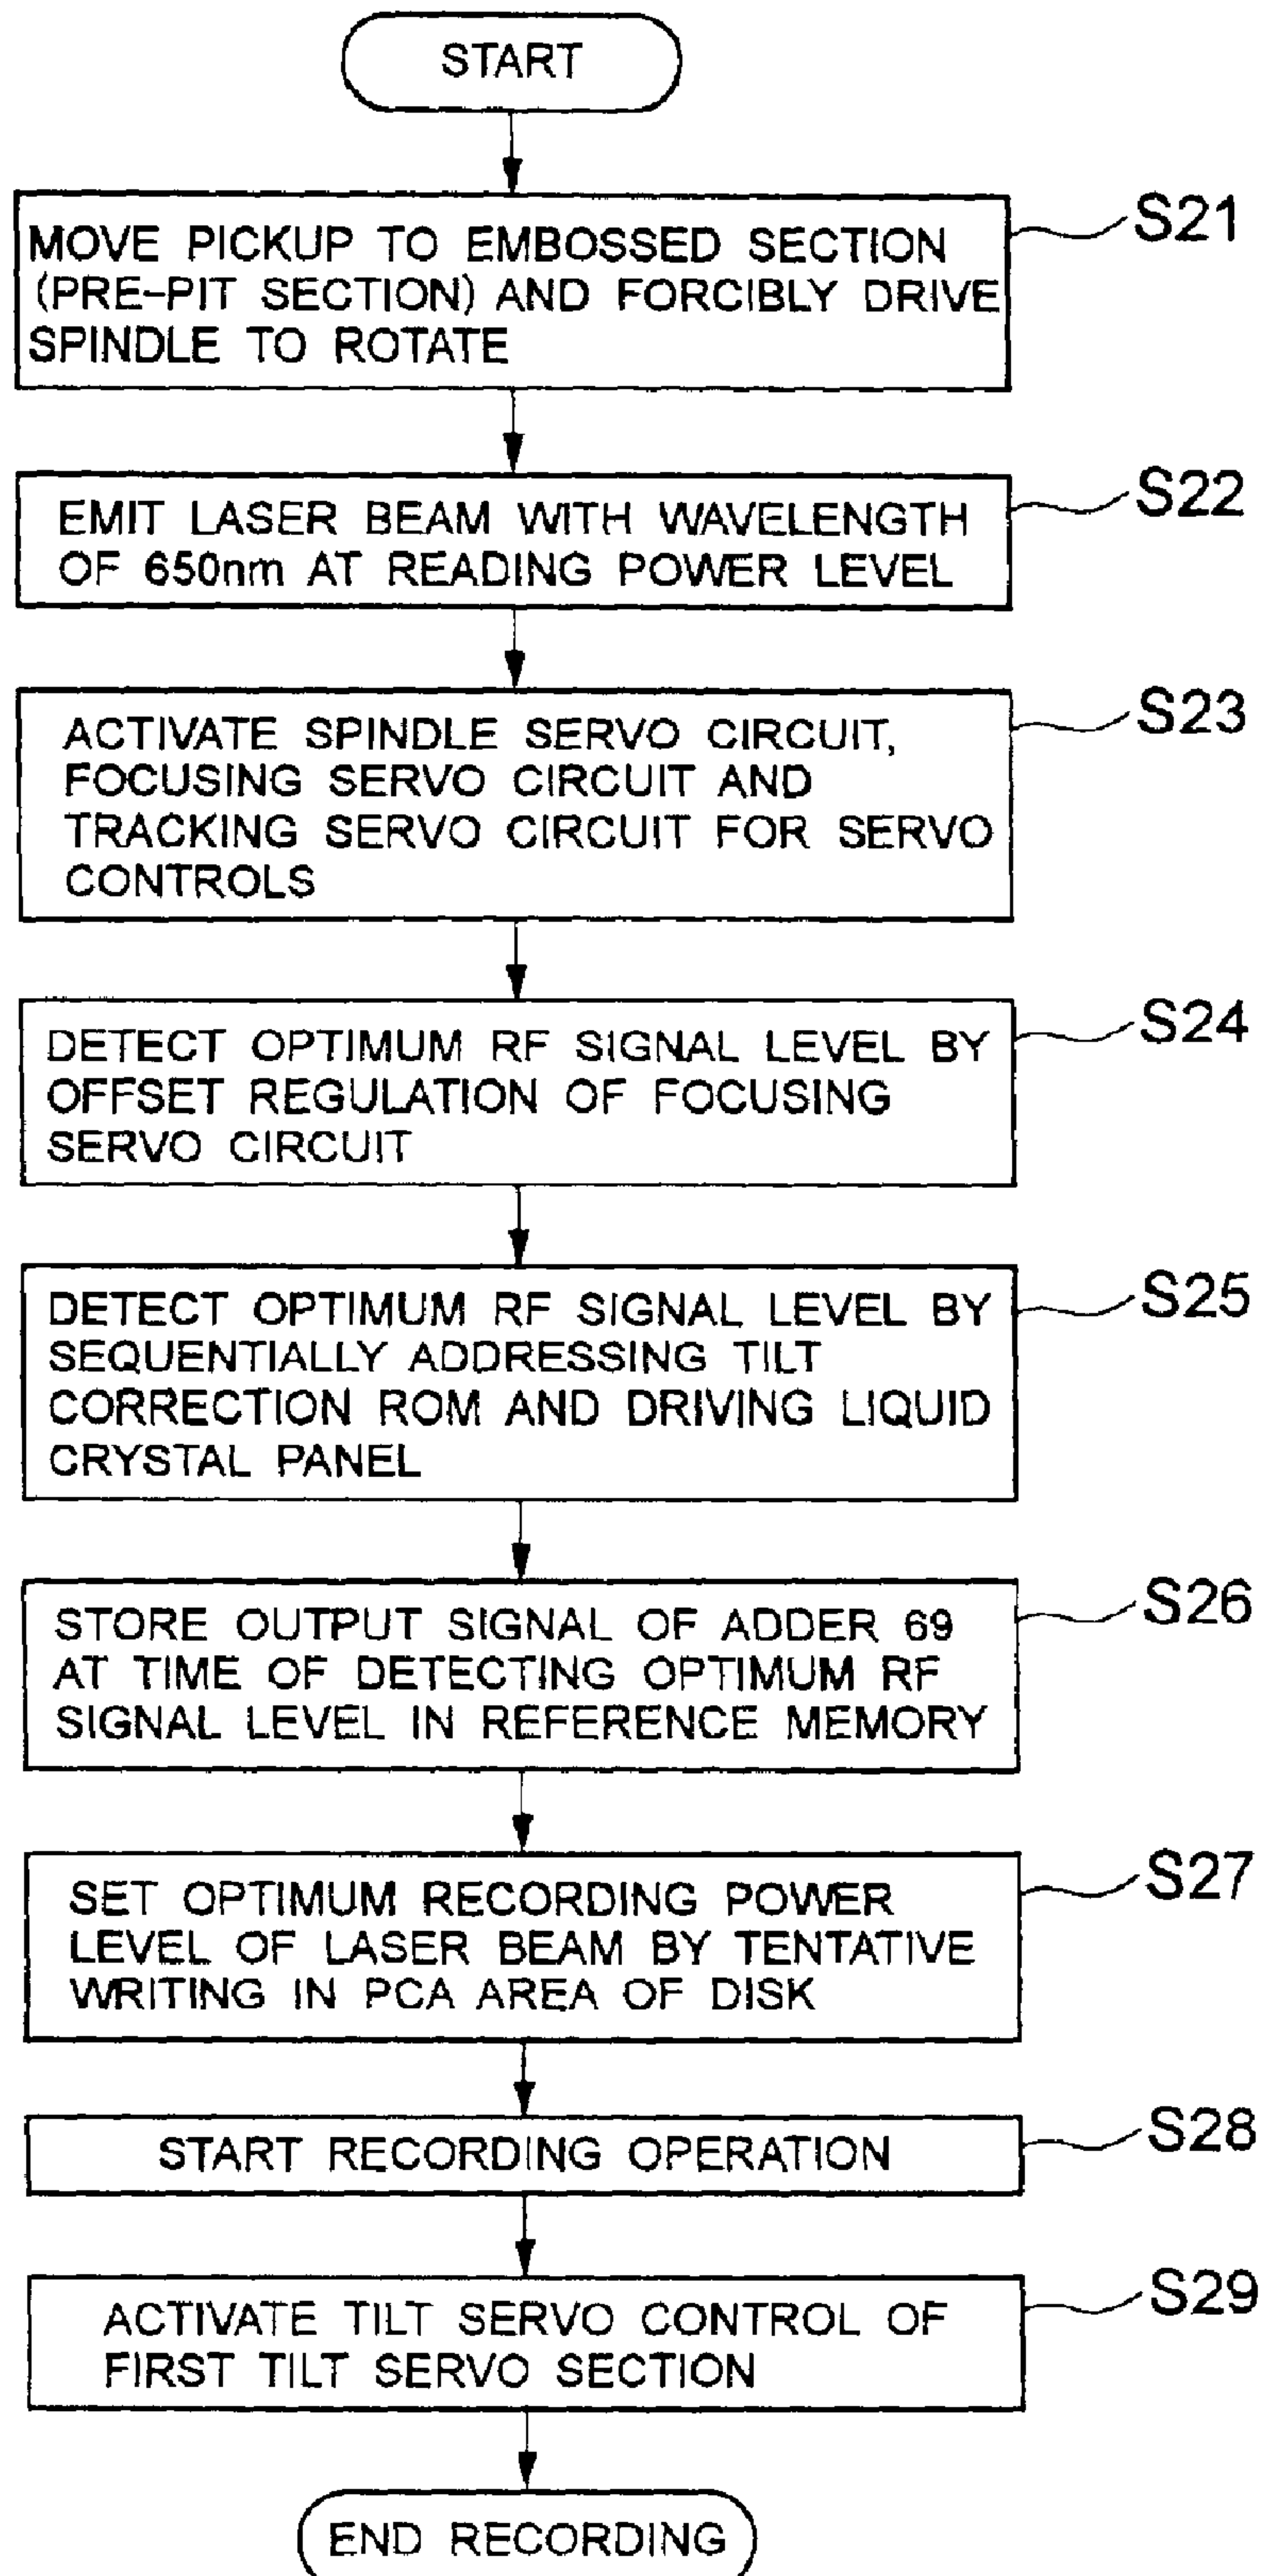 START
S21
MOVE PICKUP TO EMBOSSED SECTION
(PRE-PIT SECTION) AND FORCIBLY DRIVE
SPINDLE TO ROTATE
S22
EMIT LASER BEAM WITH WAVELENGTH
OF 650nm AT READING POWER LEVEL
S23
ACTIVATE SPINDLE SERVO CIRCUIT,
FOCUSING SERVO CIRCUIT AND
TRACKING SERVO CIRCUIT FOR SERVO
CONTROLS
S24
DETECT OPTIMUM RF SIGNAL LEVEL BY
OFFSET REGULATION OF FOCUSING
SERVO CIRCUIT
S25
DETECT OPTIMUM RF SIGNAL LEVEL BY
SEQUENTIALLY ADDRESSING TILT
CORRECTION ROM AND DRIVING LIQUID
CRYSTAL PANEL
S26
STORE OUTPUT SIGNAL OF ADDER 69
AT TIME OF DETECTING OPTIMUM RF
SIGNAL LEVEL IN REFERENCE MEMORY
S27
SET OPTIMUM RECORDING POWER
LEVEL OF LASER BEAM BY TENTATIVE
WRITING IN PCA AREA OF DISK
S28
START RECORDING OPERATION
S29
ACTIVATE TILT SERVO CONTROL OF
FIRST TILT SERVO SECTION
END RECORDING